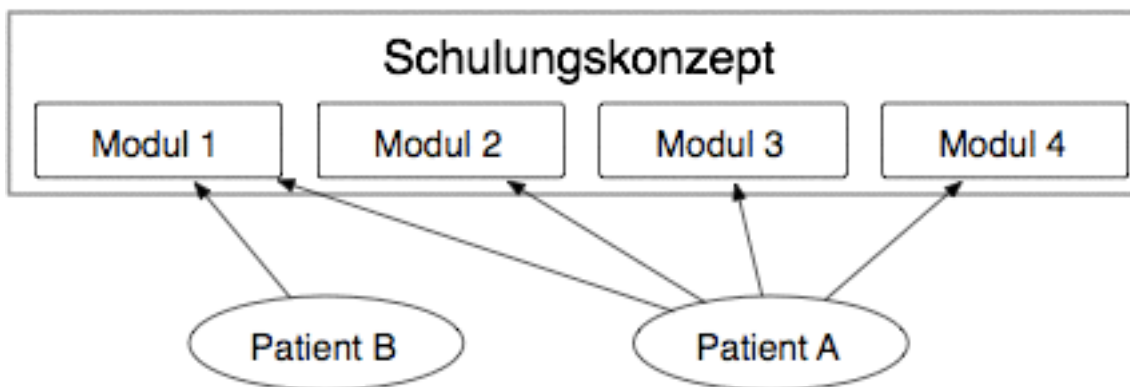 Schulungskonzept
Modul 1
Modul 2
Modul 3
Modul 4
Patient B
Patient A